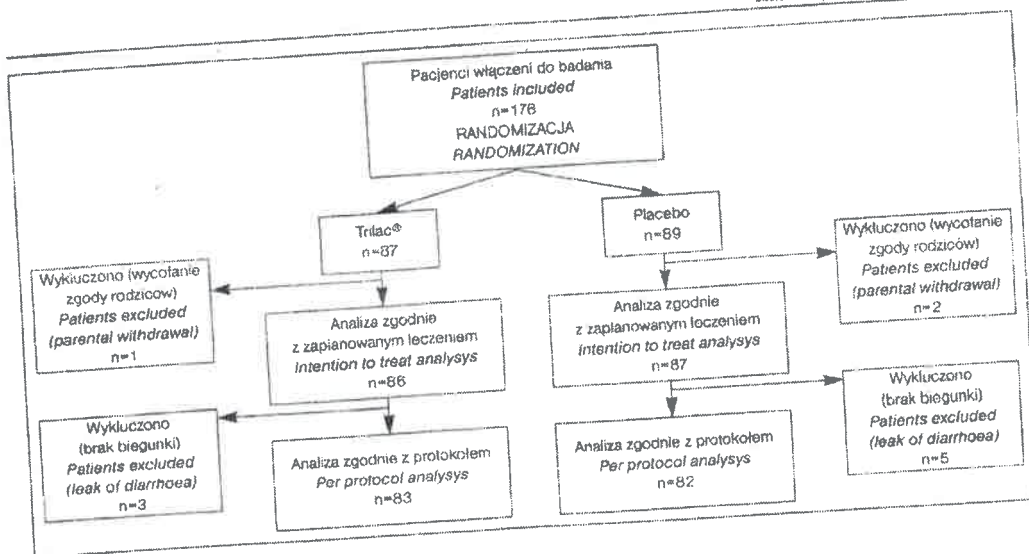 Pacjenci włączeni do badania
Patients included
n=176
RANDOMIZACJA
RANDOMIZATION
Trilac®
n=87
Placebo
n=89
Wykluczono (wycofanie
zgody rodziców)
Patients excluded
(parental withdrawal)
n=1
Wykluczono (wycofanie
zgody rodziców)
Patients excluded
(parental withdrawal)
n=2
Analiza zgodnie
z zaplanowanym leczeniem
Intention to treat analysys
n=86
Analiza zgodnie
z zaplanowanym leczeniem
Intention to treat analysys
n=87
Wykluczono
(brak biegunki)
Patients excluded
(leak of diarrhoea)
n=3
Wykluczono
(brak biegunki)
Patients excluded
(leak of diarrhoea)
n=5
Analiza zgodnie z protokołem
Per protocol analysys
n=83
Analiza zgodnie z protokołem
Per protocol analysys
n=82